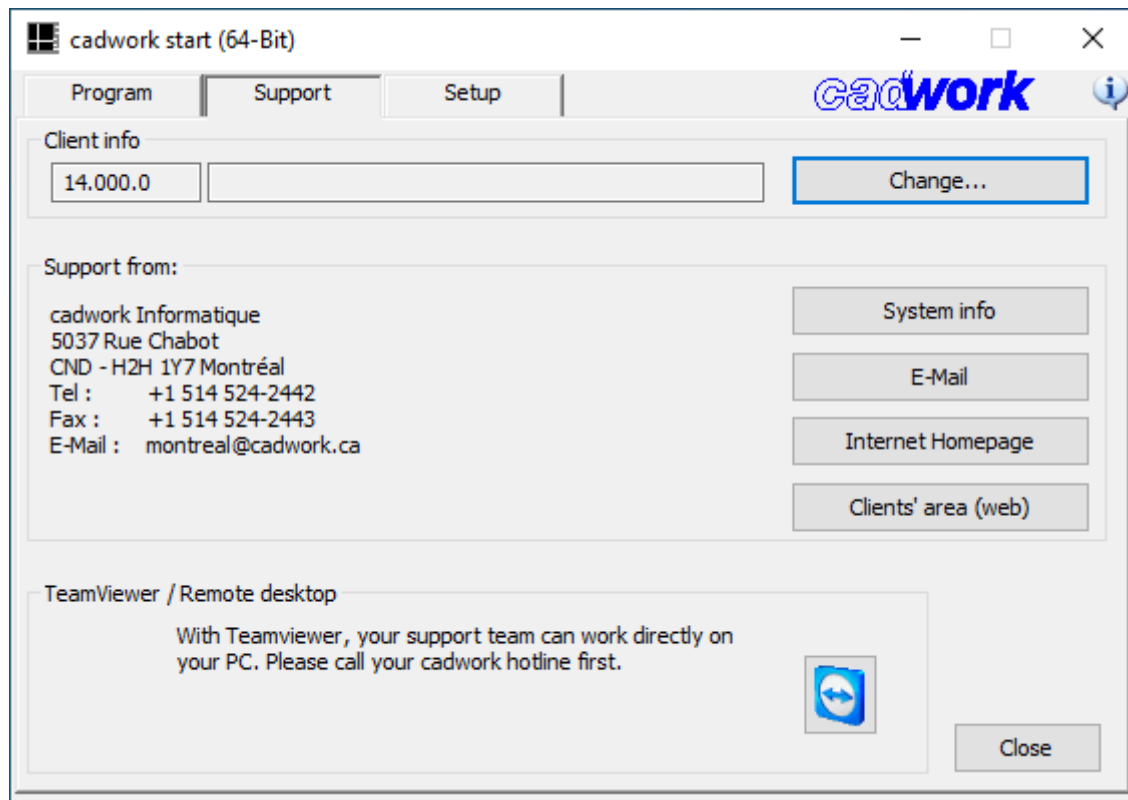 cadwork start (64-Bit)
Program Support Setup cadwork
Client info
14.000.0 Change...
Support from:
cadwork Informatique
5037 Rue Chabot
CND - H2H 1Y7 Montréal
Tel : +1 514 524-2442
Fax : +1 514 524-2443
E-Mail : montreal@cadwork.ca
System info
E-Mail
Internet Homepage
Clients' area (web)
TeamViewer / Remote desktop
With Teamviewer, your support team can work directly on
your PC. Please call your cadwork hotline first.
Close